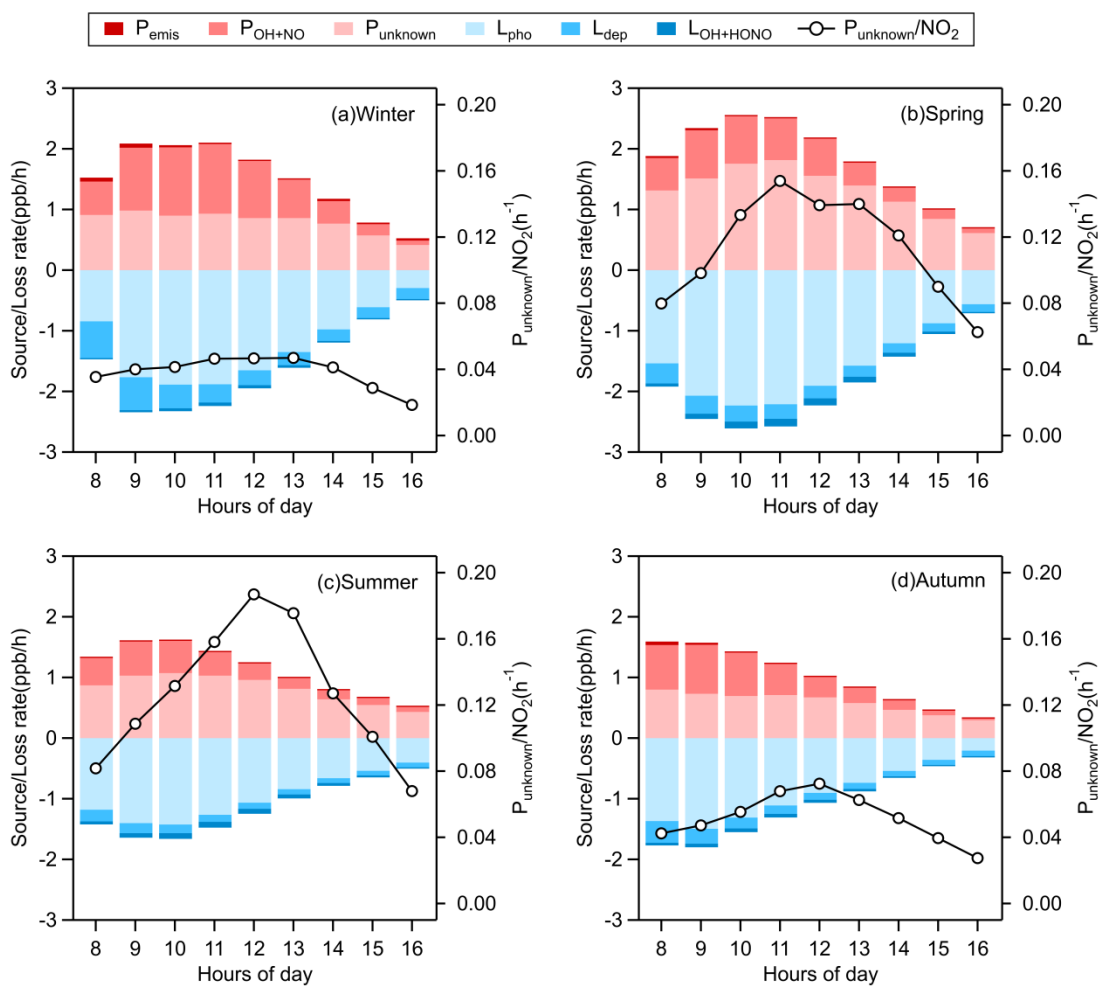 P_emis P_OH+NO P_unknown L_pho L_dep L_OH+HONO P_unknown/NO_2
(a)Winter
Source/Loss rate(ppb/h)
3
2
1
0
-1
-2
-3
0.20
0.16
0.12
0.08
0.04
0.00
P_unknown/NO_2(h^-1)
8 9 10 11 12 13 14 15 16
Hours of day
(b)Spring
Source/Loss rate(ppb/h)
3
2
1
0
-1
-2
-3
0.20
0.16
0.12
0.08
0.04
0.00
P_unknown/NO_2(h^-1)
8 9 10 11 12 13 14 15 16
Hours of day
(c)Summer
Source/Loss rate(ppb/h)
3
2
1
0
-1
-2
-3
0.20
0.16
0.12
0.08
0.04
0.00
P_unknown/NO_2(h^-1)
8 9 10 11 12 13 14 15 16
Hours of day
(d)Autumn
Source/Loss rate(ppb/h)
3
2
1
0
-1
-2
-3
0.20
0.16
0.12
0.08
0.04
0.00
P_unknown/NO_2(h^-1)
8 9 10 11 12 13 14 15 16
Hours of day